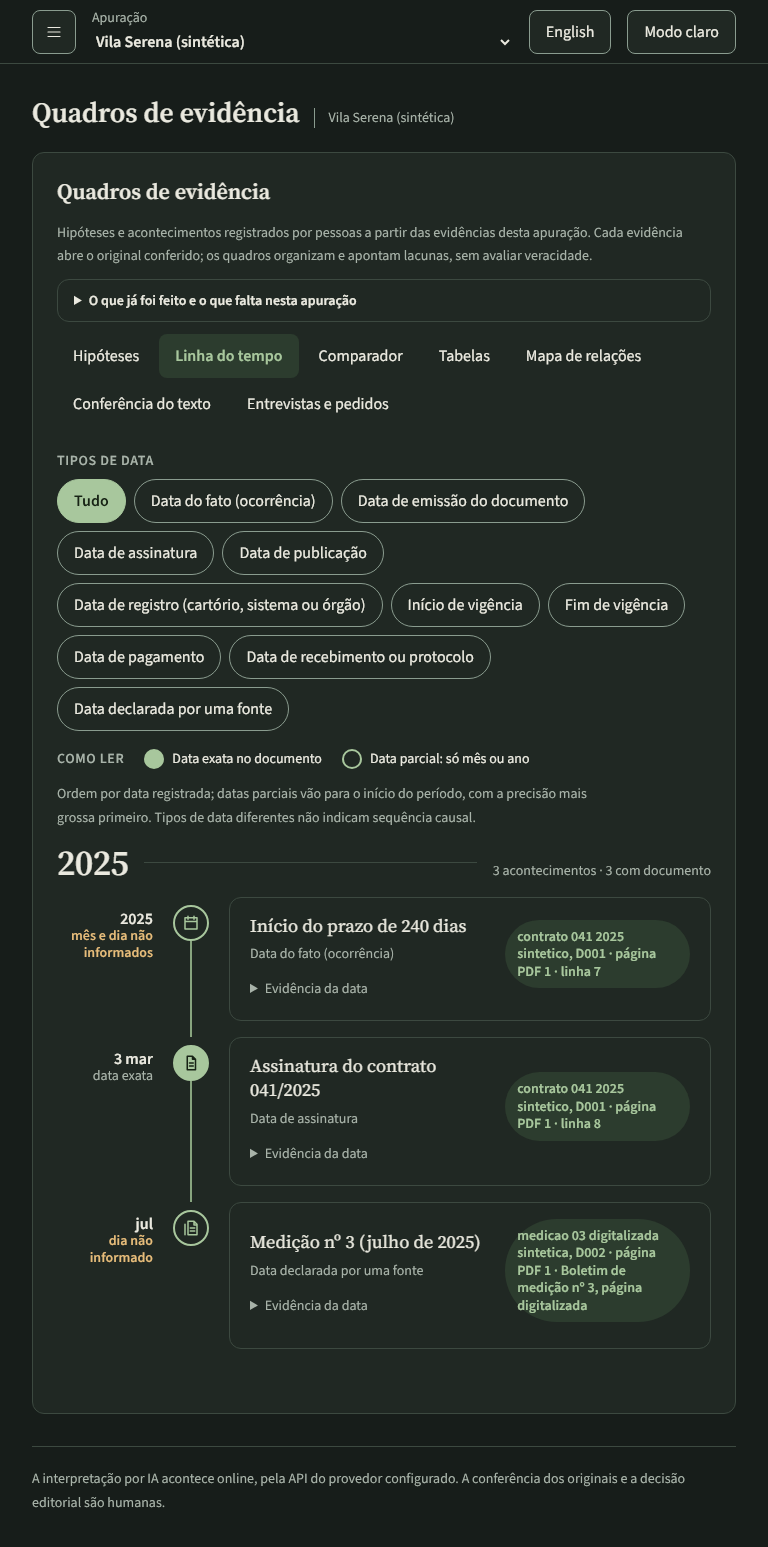 Apuração
Vila Serena (sintética)
English
Modo claro
Quadros de evidência
Vila Serena (sintética)
Quadros de evidência
Hipóteses e acontecimentos registrados por pessoas a partir das evidências desta apuração. Cada evidência
abre o original conferido; os quadros organizam e apontam lacunas, sem avaliar veracidade.
O que já foi feito e o que falta nesta apuração
Hipóteses
Linha do tempo
Comparador
Tabelas
Mapa de relações
Conferência do texto
Entrevistas e pedidos
TIPOS DE DATA
Tudo
Data do fato (ocorrência)
Data de emissão do documento
Data de assinatura
Data de publicação
Data de registro (cartório, sistema ou órgão)
Início de vigência
Fim de vigência
Data de pagamento
Data de recebimento ou protocolo
Data declarada por uma fonte
COMO LER
Data exata no documento
Data parcial: só mês ou ano
Ordem por data registrada; datas parciais vão para o início do período, com a precisão mais
grossa primeiro. Tipos de data diferentes não indicam sequência causal.
2025
3 acontecimentos · 3 com documento
2025
mês e dia não
informados
Início do prazo de 240 dias
Data do fato (ocorrência)
Evidência da data
contrato 041 2025
sintetico, D001 · página
PDF 1 · linha 7
3 mar
data exata
Assinatura do contrato
041/2025
Data de assinatura
Evidência da data
contrato 041 2025
sintetico, D001 · página
PDF 1 · linha 8
jul
dia não
informado
Medição nº 3 (julho de 2025)
Data declarada por uma fonte
Evidência da data
medicao 03 digitalizada
sintetica, D002 · página
PDF 1 · Boletim de
medição nº 3, página
digitalizada
A interpretação por IA acontece online, pela API do provedor configurado. A conferência dos originais e a decisão
editorial são humanas.